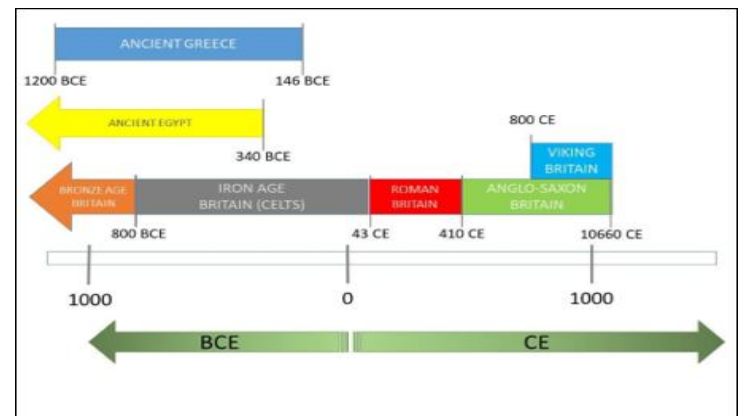 ANCIENT GREECE
1200 BCE 146 BCE
ANCIENT EGYPT
340 BCE
800 CE
VIKING
BRITAIN
BRONZE AGE
BRITAIN
IRON AGE
BRITAIN (CELTS)
ROMAN
BRITAIN
ANGLO-SAXON
BRITAIN
800 BCE 43 CE 410 CE 10660 CE
1000 0 1000
BCE CE